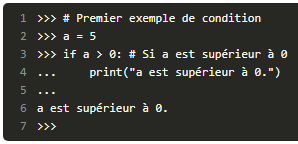 1 >>> # Premier exemple de condition
2 >>> a = 5
3 >>> if a > 0: # Si a est supérieur à 0
4 ...     print("a est supérieur à 0.")
5 ...
6 a est supérieur à 0.
7 >>>